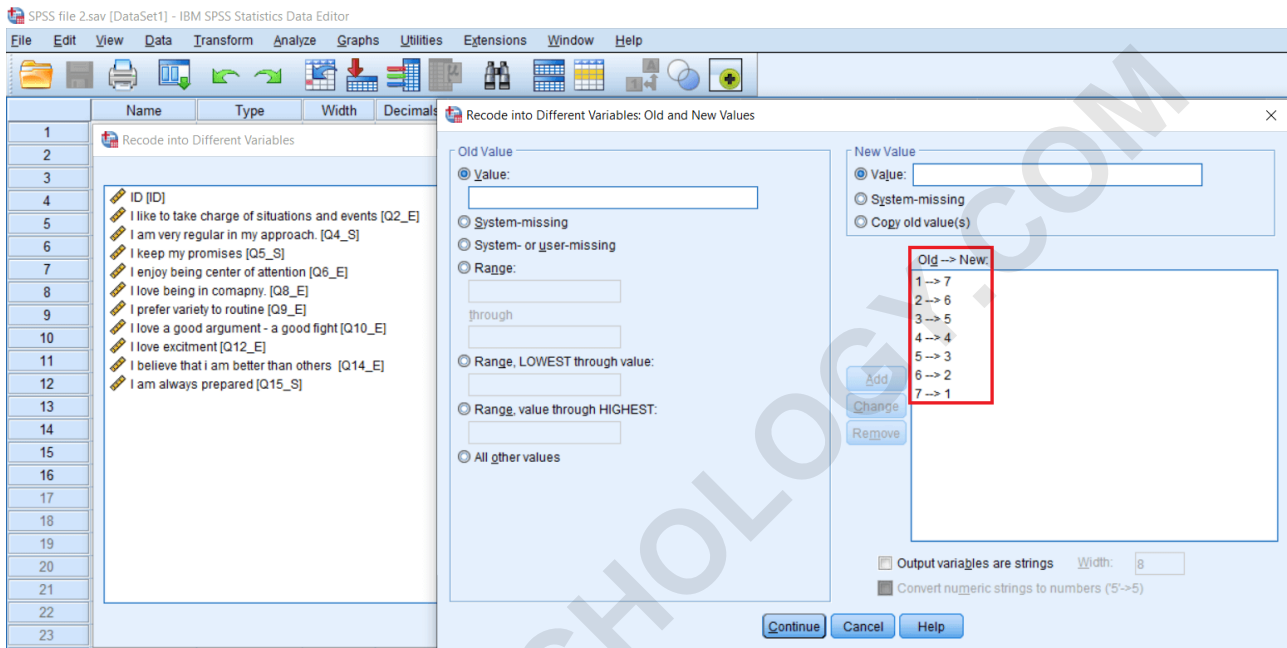 SPSS file 2.sav [DataSet1] - IBM SPSS Statistics Data Editor
File Edit View Data Transform Analyze Graphs Utilities Extensions Window Help
Name Type Width Decimals
1
2
3
4
5
6
7
8
9
10
11
12
13
14
15
16
17
18
19
20
21
22
23
Recode into Different Variables
ID [ID]
I like to take charge of situations and events [Q2_E]
I am very regular in my approach. [Q4_S]
I keep my promises [Q5_S]
I enjoy being center of attention [Q6_E]
I love being in comapny. [Q8_E]
I prefer variety to routine [Q9_E]
I love a good argument - a good fight [Q10_E]
I love excitment [Q12_E]
I believe that i am better than others [Q14_E]
I am always prepared [Q15_S]
Recode into Different Variables: Old and New Values
Old Value
Value:
System-missing
System- or user-missing
Range:
through
Range, LOWEST through value:
Range, value through HIGHEST:
All other values
New Value
Value:
System-missing
Copy old value(s)
Old --> New:
1 --> 7
2 --> 6
3 --> 5
4 --> 4
5 --> 3
6 --> 2
7 --> 1
Add
Change
Remove
Output variables are strings Width: 8
Convert numeric strings to numbers ('5'->5)
Continue Cancel Help
SHOLOGY.COM